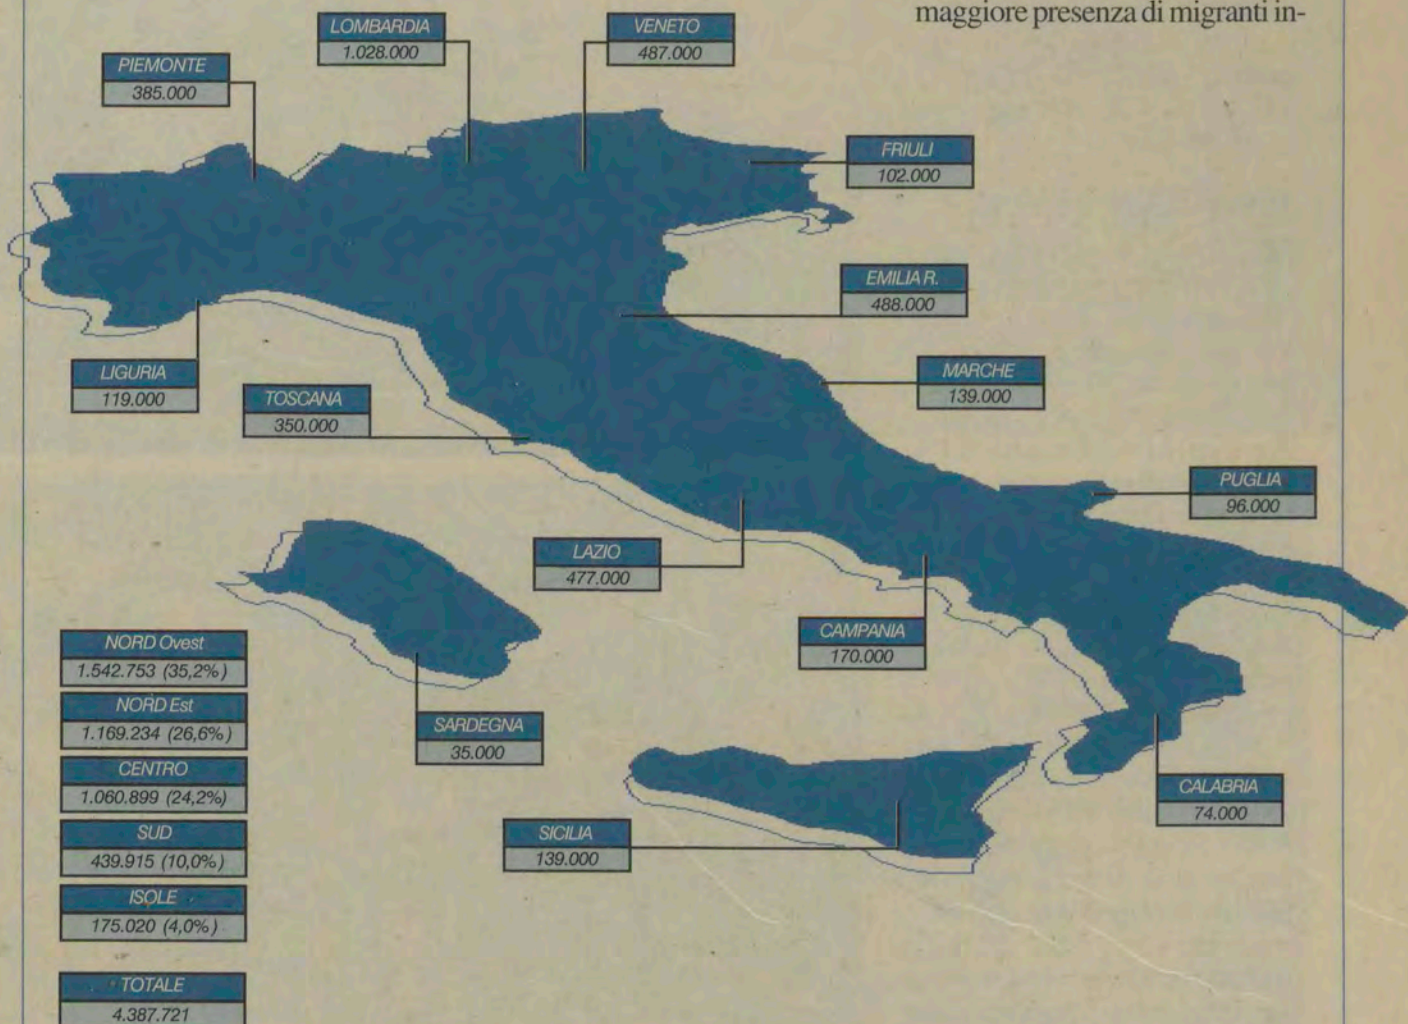 maggiore presenza di migranti in-
LOMBARDIA
1.028.000
VENETO
487.000
PIEMONTE
385.000
FRIULI
102.000
EMILIA R.
488.000
LIGURIA
119.000
TOSCANA
350.000
MARCHE
139.000
PUGLIA
96.000
LAZIO
477.000
CAMPANIA
170.000
NORD Ovest
1.542.753 (35,2%)
NORD Est
1.169.234 (26,6%)
CENTRO
1.060.899 (24,2%)
SUD
439.915 (10,0%)
ISOLE
175.020 (4,0%)
TOTALE
4.387.721
SARDEGNA
35.000
SICILIA
139.000
CALABRIA
74.000